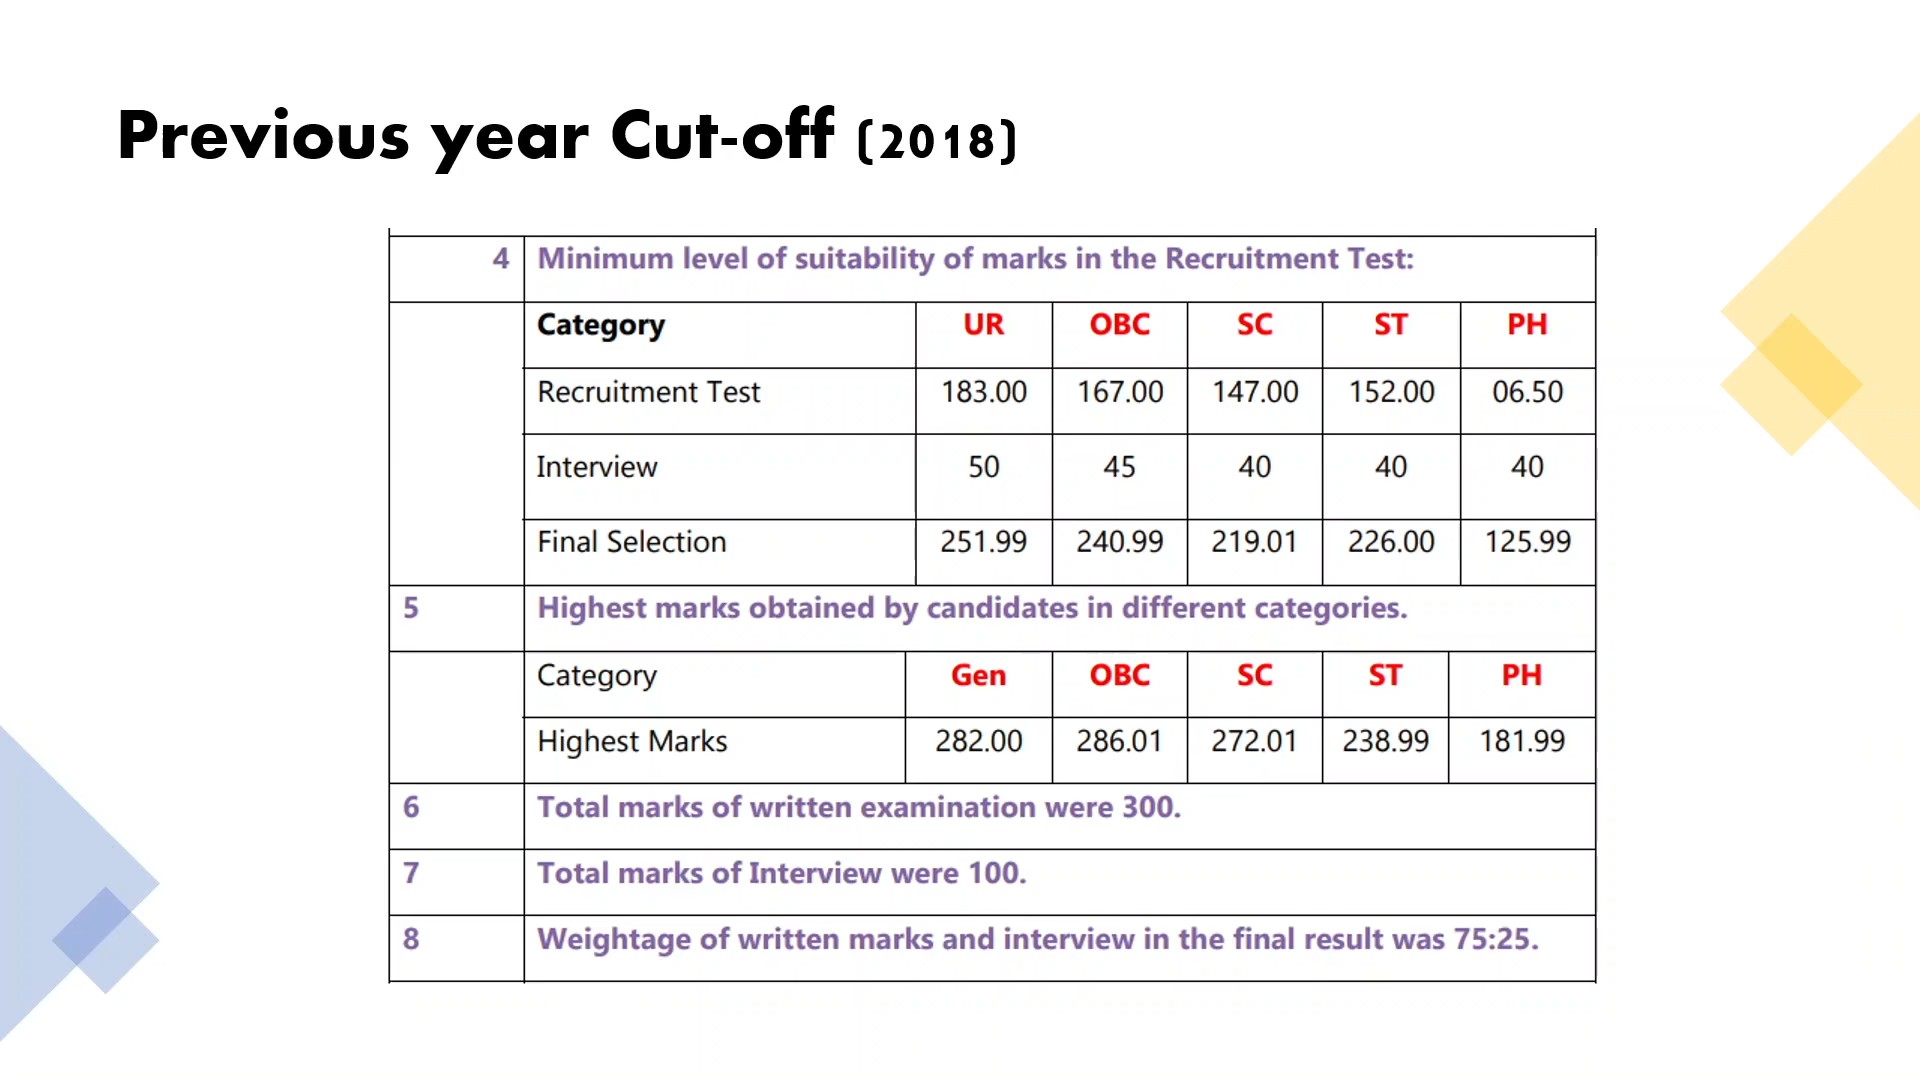 Previous year Cut-off (2018)
4 Minimum level of suitability of marks in the Recruitment Test:
Category UR OBC SC ST PH
Recruitment Test 183.00 167.00 147.00 152.00 06.50
Interview 50 45 40 40 40
Final Selection 251.99 240.99 219.01 226.00 125.99
5 Highest marks obtained by candidates in different categories.
Category Gen OBC SC ST PH
Highest Marks 282.00 286.01 272.01 238.99 181.99
6 Total marks of written examination were 300.
7 Total marks of Interview were 100.
8 Weightage of written marks and interview in the final result was 75:25.